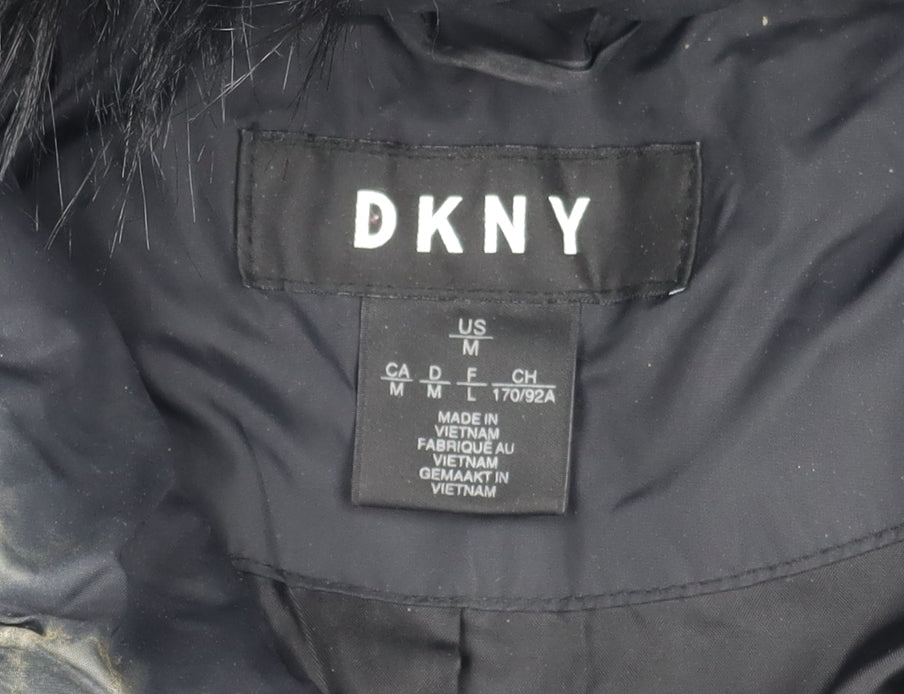 DKNY
US
M
CA D F CH
M M L 170/92A
MADE IN
VIETNAM
FABRIQUÉ AU
VIETNAM
GEMAAKT IN
VIETNAM